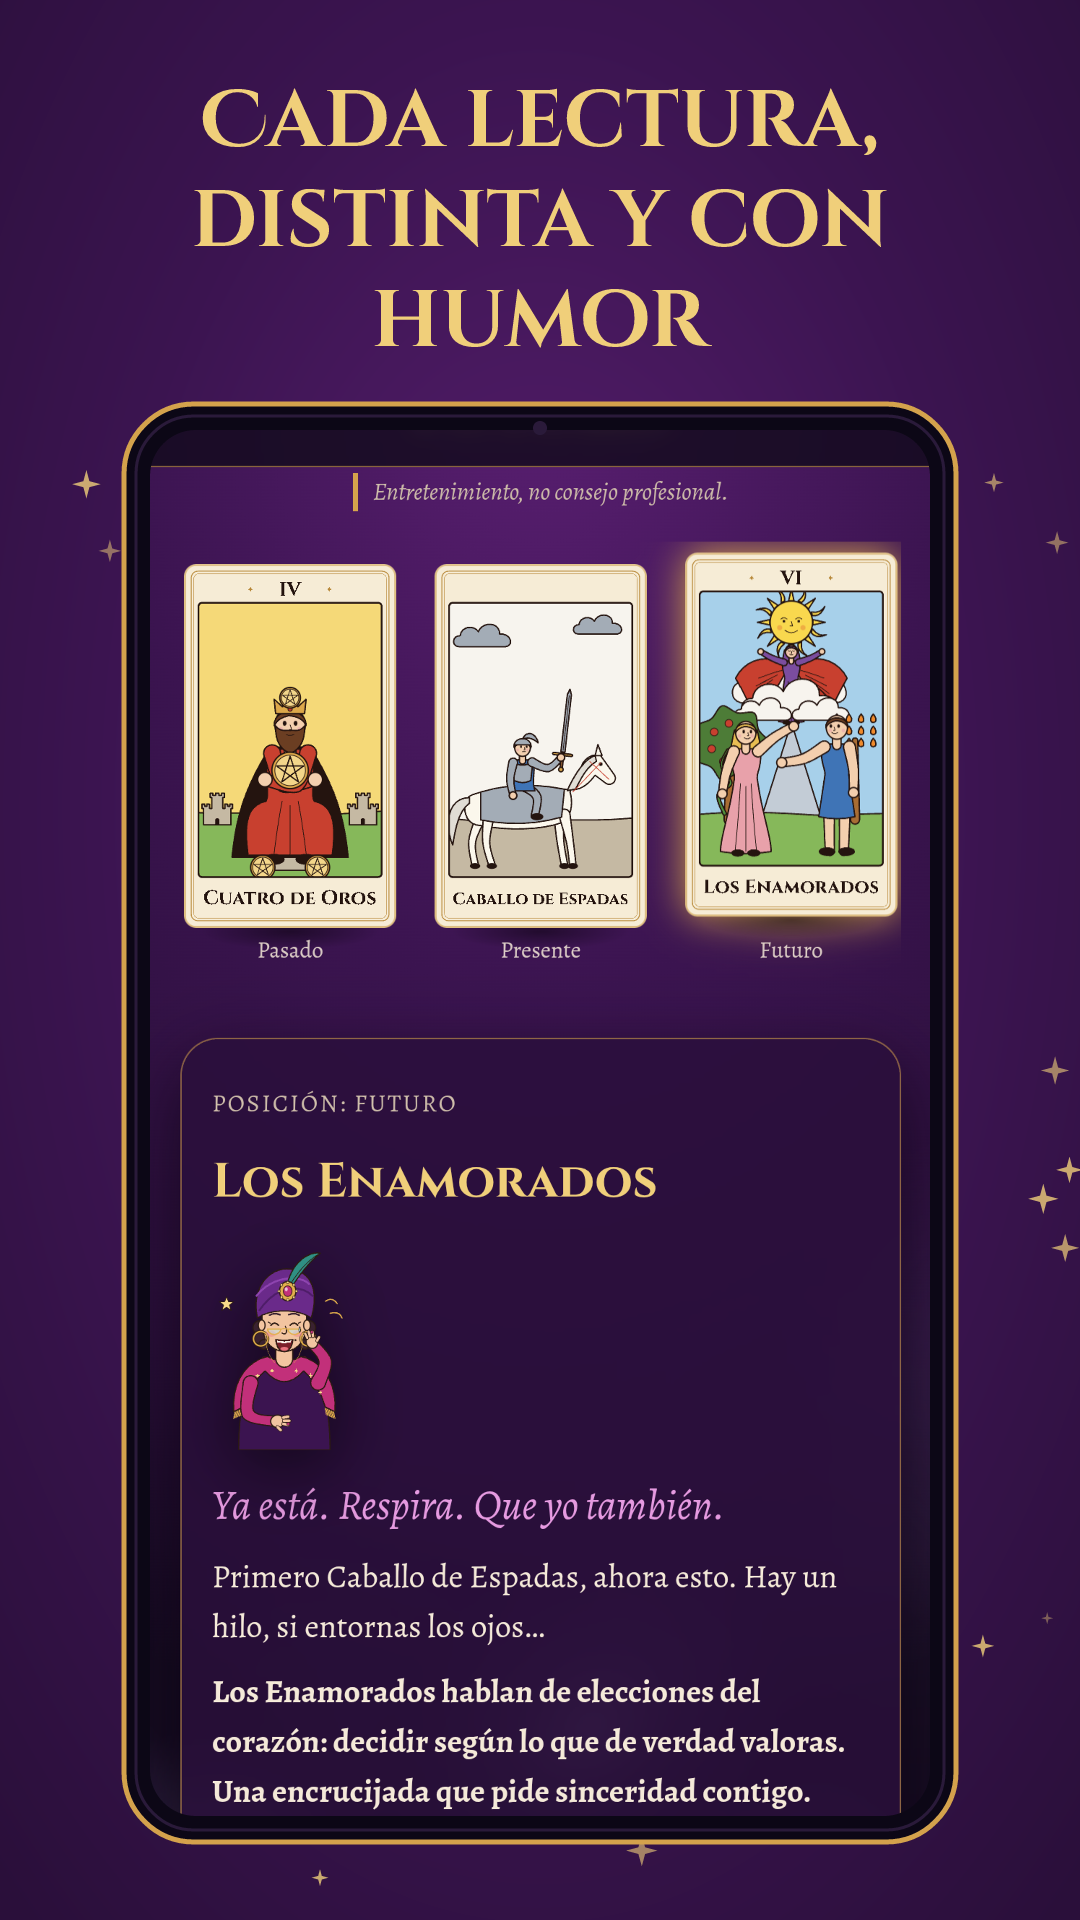 Cada lectura,
distinta y con
humor
Entretenimiento, no consejo profesional.
IV
VI
Cuatro de Oros
Caballo de Espadas
Los Enamorados
Pasado
Presente
Futuro
POSICIÓN: FUTURO
Los Enamorados
Ya está. Respira. Que yo también.
Primero Caballo de Espadas, ahora esto. Hay un
hilo, si entornas los ojos...
Los Enamorados hablan de elecciones del
corazón: decidir según lo que de verdad valoras.
Una encrucijada que pide sinceridad contigo.